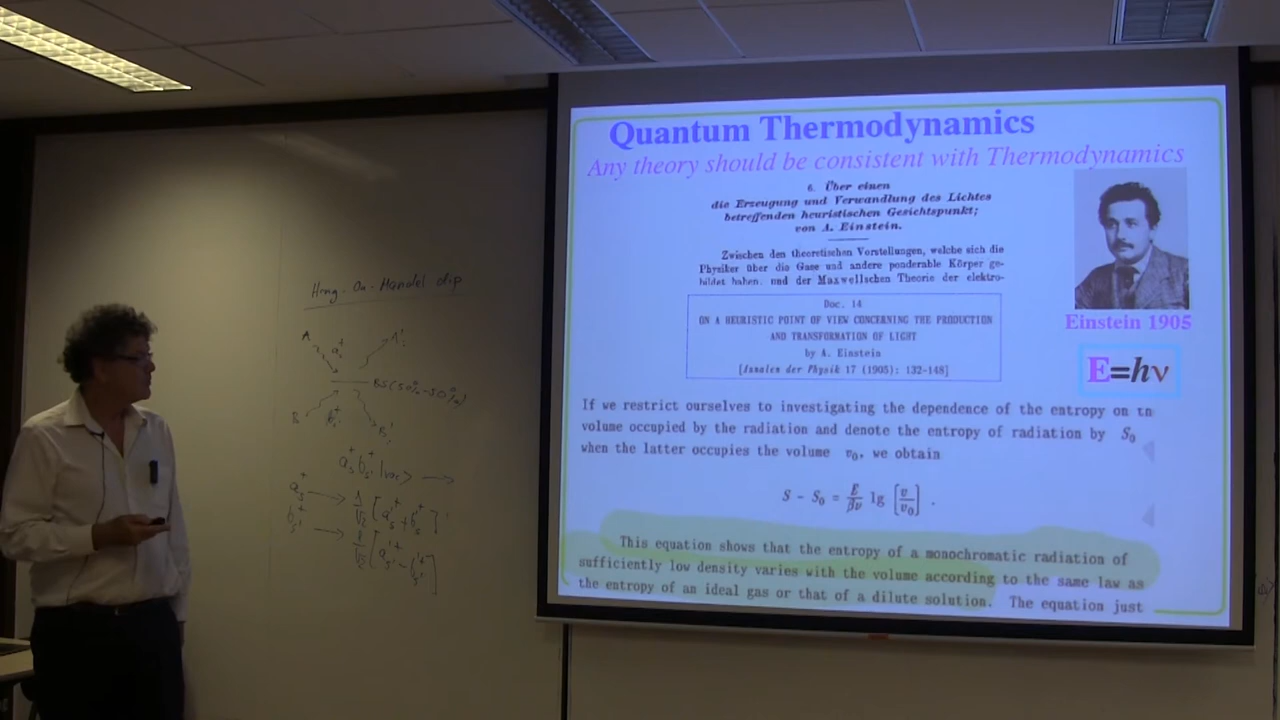 Quantum Thermodynamics
Any theory should be consistent with Thermodynamics
6. Über einen
die Erzeugung und Verwandlung des Lichtes
betreffenden heuristischen Gesichtspunkt;
von A. Einstein.
Zwischen den theoretischen Vorstellungen, welche sich die
Physiker über die Gase und andere ponderable Körper ge-
bildet haben, und der Maxwellschen Theorie der elektro-
Doc. 14
ON A HEURISTIC POINT OF VIEW CONCERNING THE PRODUCTION
AND TRANSFORMATION OF LIGHT
by A. Einstein
[Annalen der Physik 17 (1905): 132-148]
Einstein 1905
E=hν
If we restrict ourselves to investigating the dependence of the entropy on
volume occupied by the radiation and denote the entropy of radiation by S₀
when the latter occupies the volume v₀, we obtain
S - S₀ = E/βν lg [v/v₀] .
This equation shows that the entropy of a monochromatic radiation of
sufficiently low density varies with the volume according to the same law as
the entropy of an ideal gas or that of a dilute solution. The equation just
Hong-Ou-Mandel dip
A
A'
BS (50%-50%)
B
B'